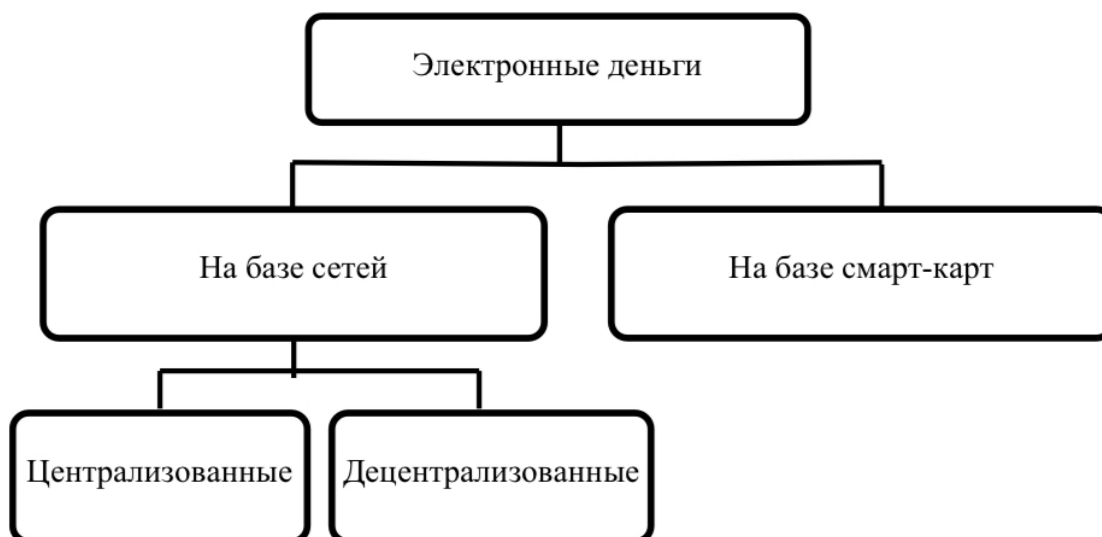 Электронные деньги
На базе сетей
На базе смарт-карт
Централизованные
Децентрализованные